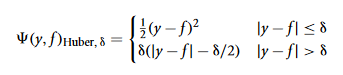 Ψ(y, f)Huber, δ = { ½(y − f)² |y − f| ≤ δ
δ(|y − f| − δ/2) |y − f| > δ